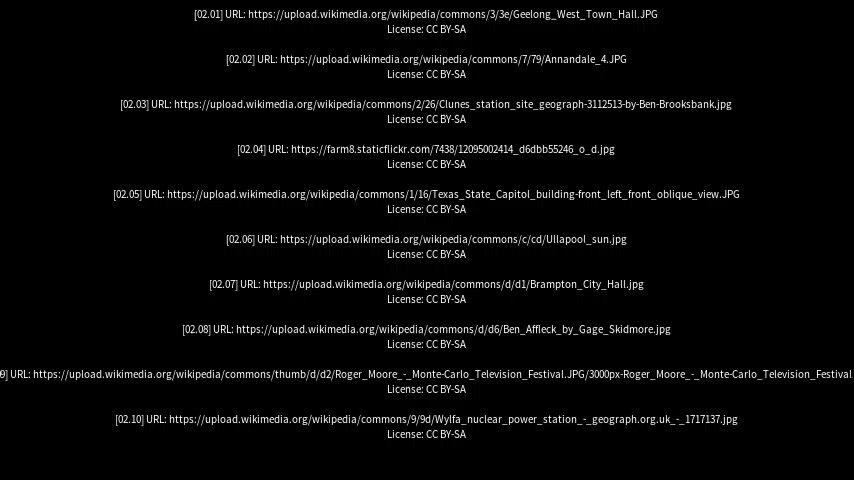 [02.01] URL: https://upload.wikimedia.org/wikipedia/commons/3/3e/Geelong_West_Town_Hall.JPG
License: CC BY-SA
[02.02] URL: https://upload.wikimedia.org/wikipedia/commons/7/79/Annandale_4.JPG
License: CC BY-SA
[02.03] URL: https://upload.wikimedia.org/wikipedia/commons/2/26/Clunes_station_site_geograph-3112513-by-Ben-Brooksbank.jpg
License: CC BY-SA
[02.04] URL: https://farm8.staticflickr.com/7438/12095002414_d6dbb55246_o_d.jpg
License: CC BY-SA
[02.05] URL: https://upload.wikimedia.org/wikipedia/commons/1/16/Texas_State_Capitol_building-front_left_front_oblique_view.JPG
License: CC BY-SA
[02.06] URL: https://upload.wikimedia.org/wikipedia/commons/c/cd/Ullapool_sun.jpg
License: CC BY-SA
[02.07] URL: https://upload.wikimedia.org/wikipedia/commons/d/d1/Brampton_City_Hall.jpg
License: CC BY-SA
[02.08] URL: https://upload.wikimedia.org/wikipedia/commons/d/d6/Ben_Affleck_by_Gage_Skidmore.jpg
License: CC BY-SA
9] URL: https://upload.wikimedia.org/wikipedia/commons/thumb/d/d2/Roger_Moore_-_Monte-Carlo_Television_Festival.JPG/3000px-Roger_Moore_-_Monte-Carlo_Television_Festival.
License: CC BY-SA
[02.10] URL: https://upload.wikimedia.org/wikipedia/commons/9/9d/Wylfa_nuclear_power_station_-_geograph.org.uk_-_1717137.jpg
License: CC BY-SA